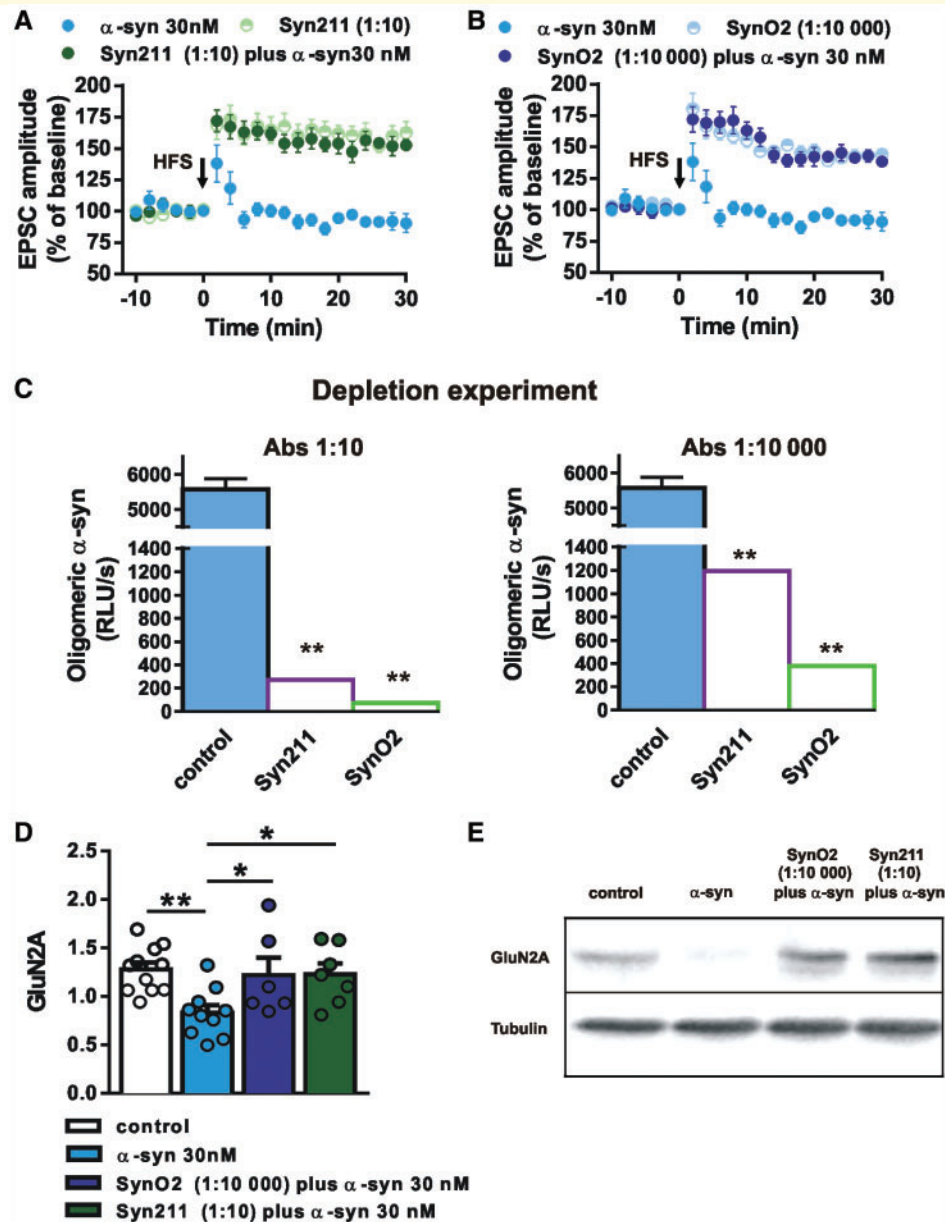 A
α-syn 30nM
Syn211 (1:10)
Syn211 (1:10) plus α-syn30 nM
EPSC amplitude
(% of baseline)
175
150
125
100
75
50
HFS
-10
0
10
20
30
Time (min)
B
α-syn 30nM
SynO2 (1:10 000)
SynO2 (1:10 000) plus α-syn 30 nM
EPSC amplitude
(% of baseline)
175
150
125
100
75
50
HFS
-10
0
10
20
30
Time (min)
C
Depletion experiment
Abs 1:10
Oligomeric α-syn
(RLU/s)
6000
5000
1400
1200
1000
800
600
400
200
0
**
**
control
Syn211
SynO2
Abs 1:10 000
Oligomeric α-syn
(RLU/s)
6000
5000
1400
1200
1000
800
600
400
200
0
**
**
control
Syn211
SynO2
D
GluN2A
2.5
2.0
1.5
1.0
0.5
0.0
**
*
*
control
α-syn 30nM
SynO2 (1:10 000) plus α-syn 30 nM
Syn211 (1:10) plus α-syn 30 nM
E
control
α-syn
SynO2
(1:10 000)
plus α-syn
Syn211
(1:10)
plus α-syn
GluN2A
Tubulin